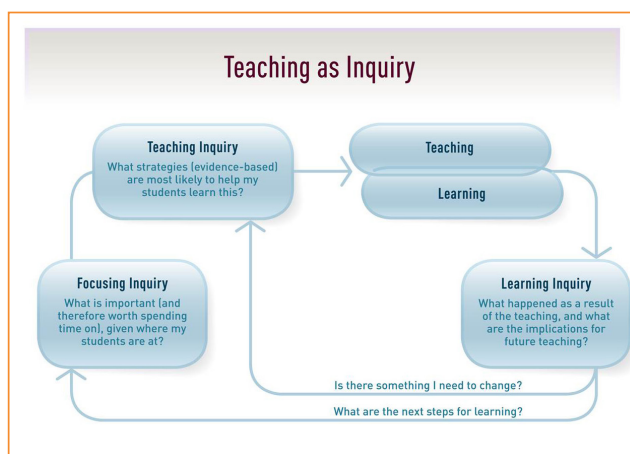 Teaching as Inquiry
Teaching Inquiry
What strategies (evidence-based)
are most likely to help my
students learn this?
Teaching
Learning
Focusing Inquiry
What is important (and
therefore worth spending
time on), given where my
students are at?
Learning Inquiry
What happened as a result
of the teaching, and what
are the implications for
future teaching?
Is there something I need to change?
What are the next steps for learning?